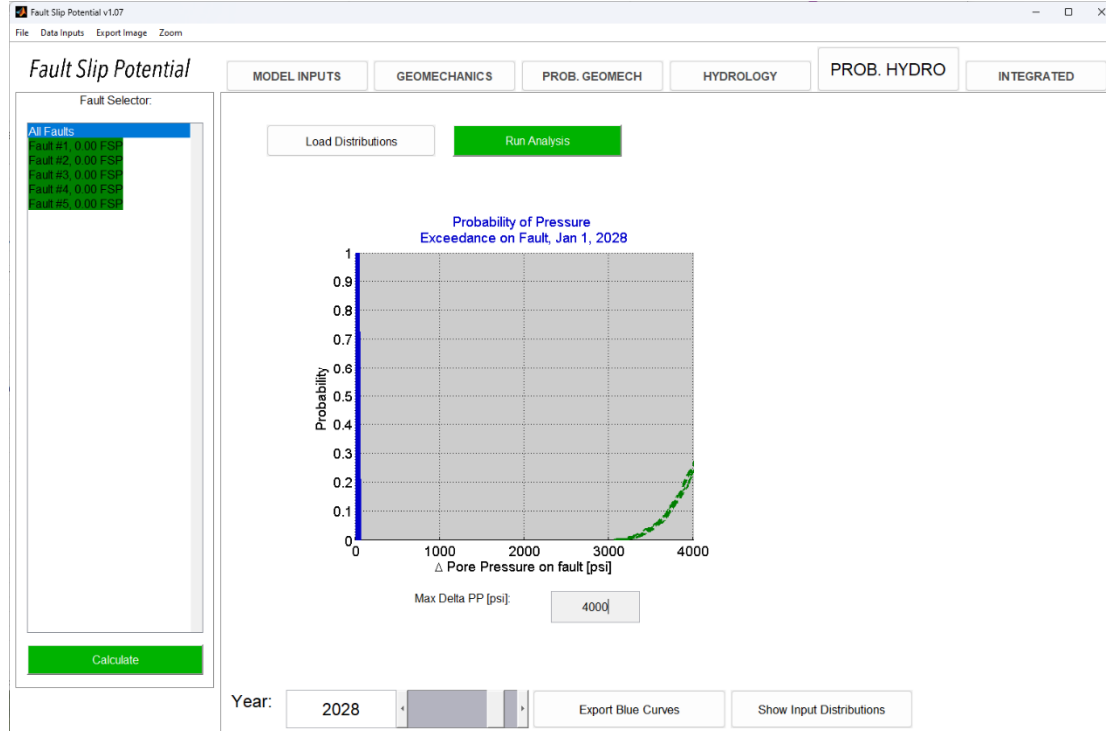 Fault Slip Potential v1.07
File Data Inputs Export Image Zoom
Fault Slip Potential
MODEL INPUTS
GEOMECHANICS
PROB. GEOMECH
HYDROLOGY
PROB. HYDRO
INTEGRATED
Fault Selector:
All Faults
Fault #1, 0.00 FSP
Fault #2, 0.00 FSP
Fault #3, 0.00 FSP
Fault #4, 0.00 FSP
Fault #5, 0.00 FSP
Calculate
Load Distributions
Run Analysis
Probability of Pressure
Exceedance on Fault, Jan 1, 2028
1
0.9
0.8
0.7
0.6
0.5
0.4
0.3
0.2
0.1
0
Probability
0 1000 2000 3000 4000
Δ Pore Pressure on fault [psi]
Max Delta PP [psi]:
4000
Year:
2028
Export Blue Curves
Show Input Distributions